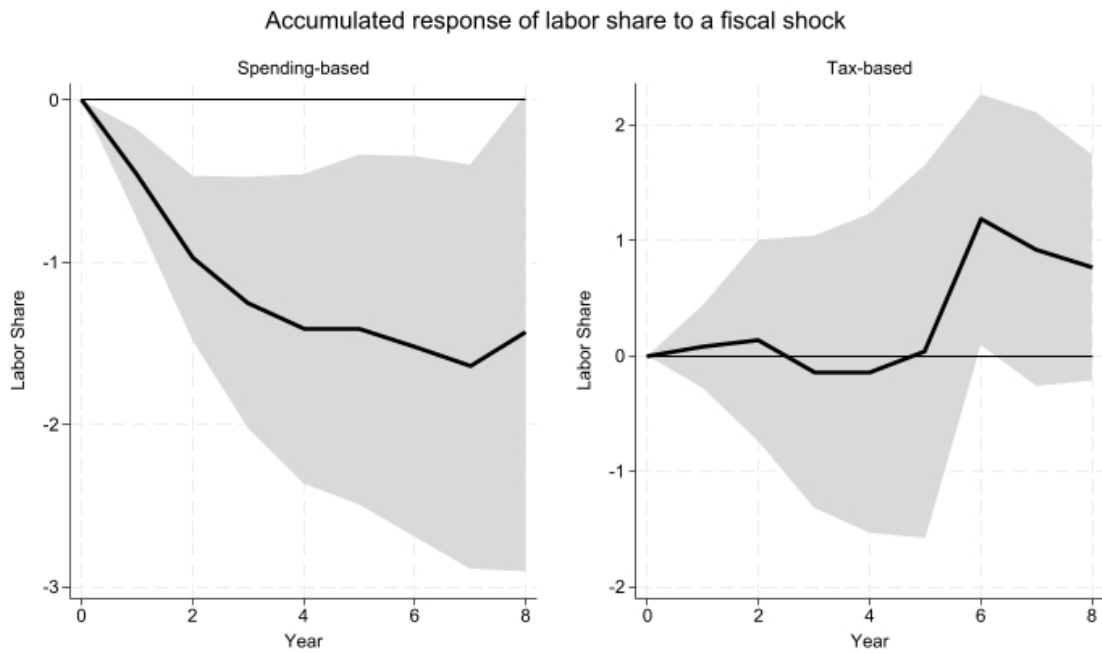 Accumulated response of labor share to a fiscal shock
Spending-based
Labor Share
0
-1
-2
-3
0 2 4 6 8
Year
Tax-based
Labor Share
2
1
0
-1
-2
0 2 4 6 8
Year